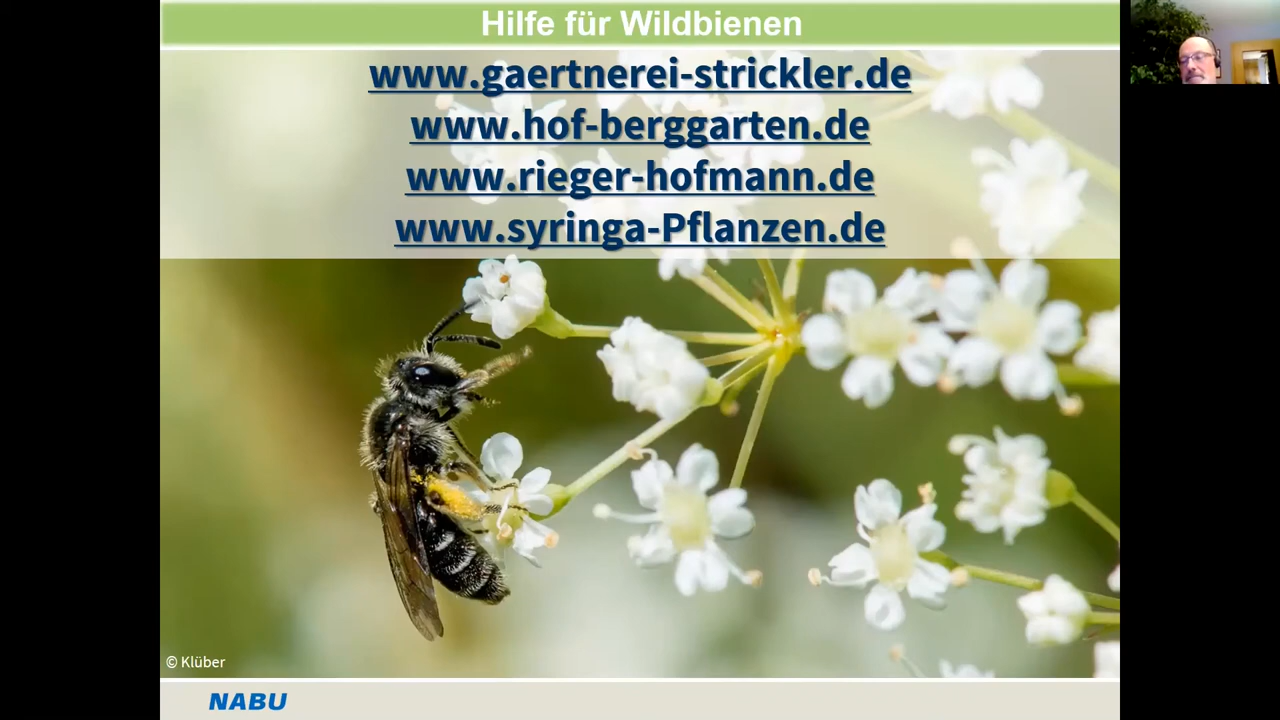 Hilfe für Wildbienen
www.gaertnerei-strickler.de
www.hof-berggarten.de
www.rieger-hofmann.de
www.syringa-Pflanzen.de
© Klüber
NABU